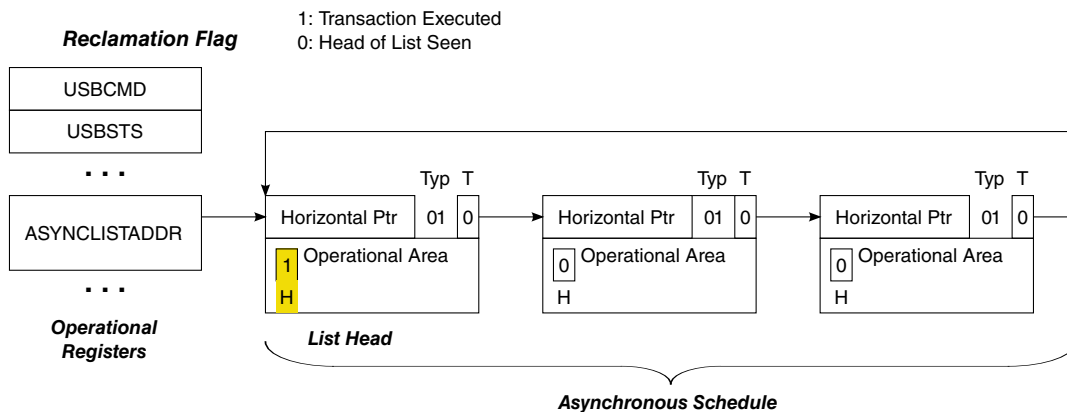 1: Transaction Executed
Reclamation Flag
0: Head of List Seen
USBCMD
USBSTS
...
Typ T
Typ T
Typ T
ASYNCLISTADDR
Horizontal Ptr 01 0
Horizontal Ptr 01 0
Horizontal Ptr 01 0
1 Operational Area
0 Operational Area
0 Operational Area
H
H
H
...
Operational
Registers
List Head
Asynchronous Schedule